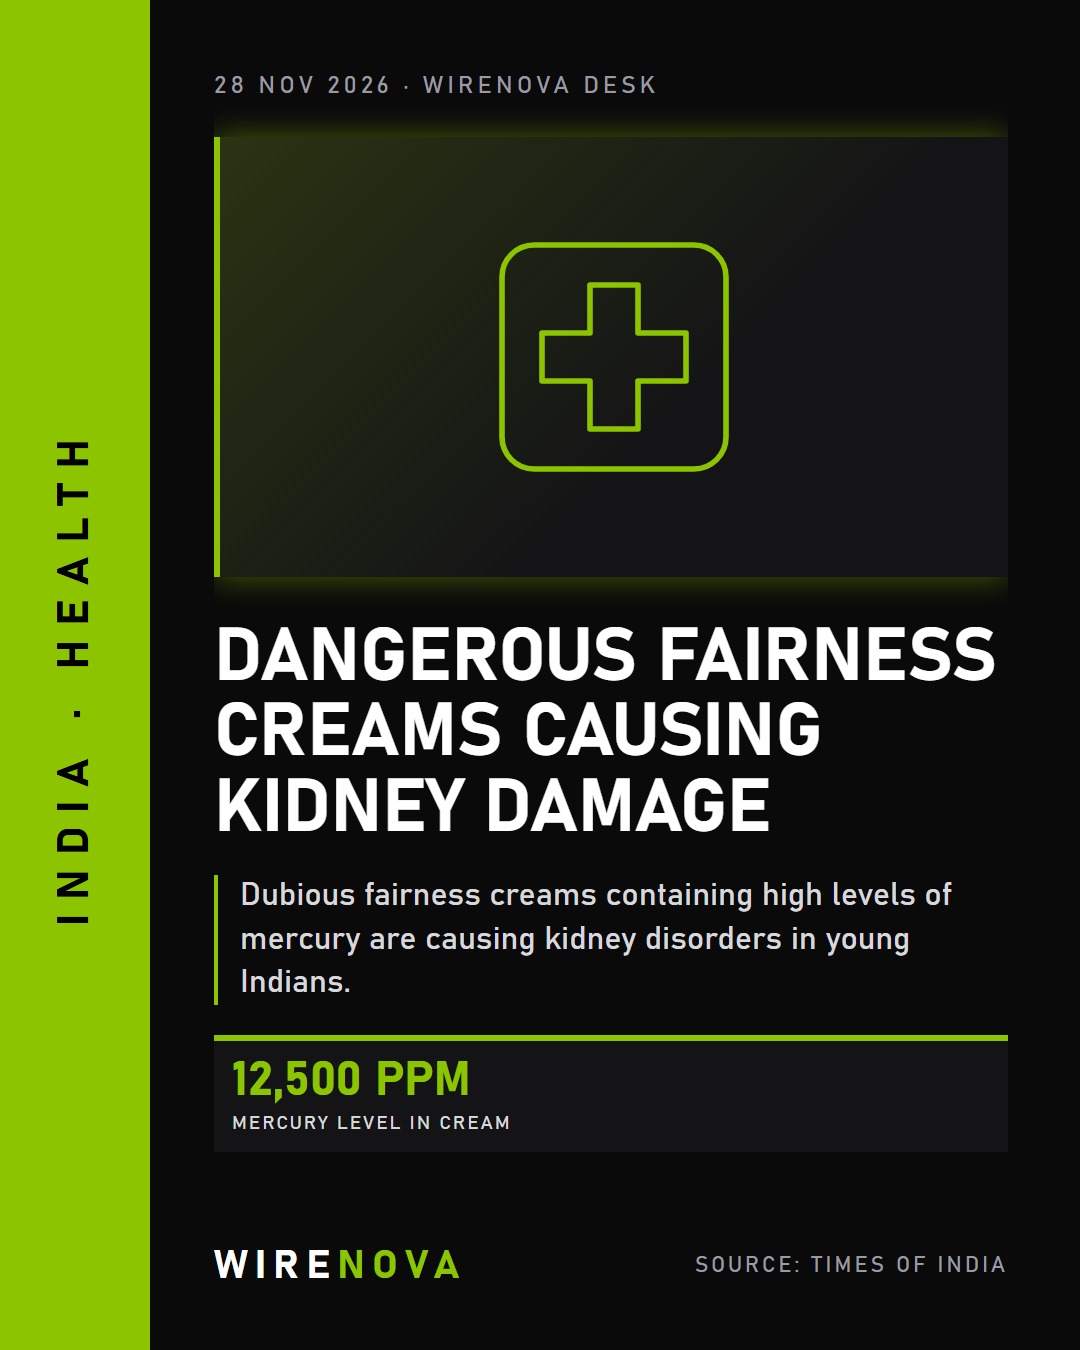 28 NOV 2026 · WIRENOVA DESK
INDIA · HEALTH
DANGEROUS FAIRNESS
CREAMS CAUSING
KIDNEY DAMAGE
Dubious fairness creams containing high levels of
mercury are causing kidney disorders in young
Indians.
12,500 PPM
MERCURY LEVEL IN CREAM
WIRENOVA
SOURCE: TIMES OF INDIA